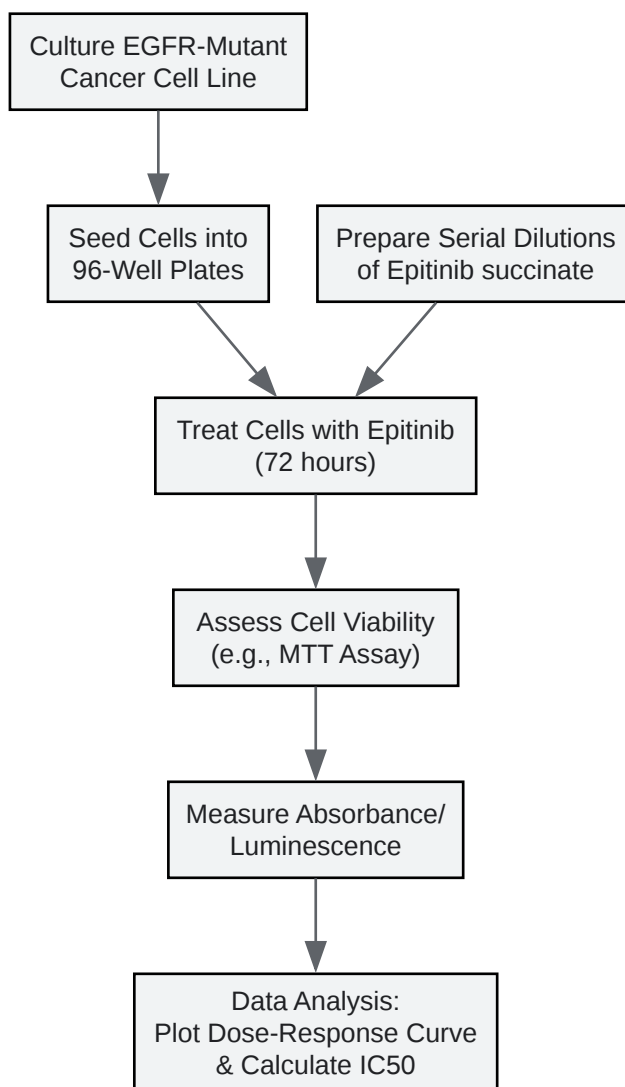 Culture EGFR-Mutant
Cancer Cell Line
Seed Cells into
96-Well Plates
Prepare Serial Dilutions
of Epitinib succinate
Treat Cells with Epitinib
(72 hours)
Assess Cell Viability
(e.g., MTT Assay)
Measure Absorbance/
Luminescence
Data Analysis:
Plot Dose-Response Curve
& Calculate IC50